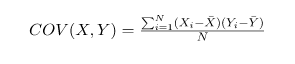 COV(X, Y) = \frac{\sum_{i=1}^{N}(X_i - \bar{X})(Y_i - \bar{Y})}{N}